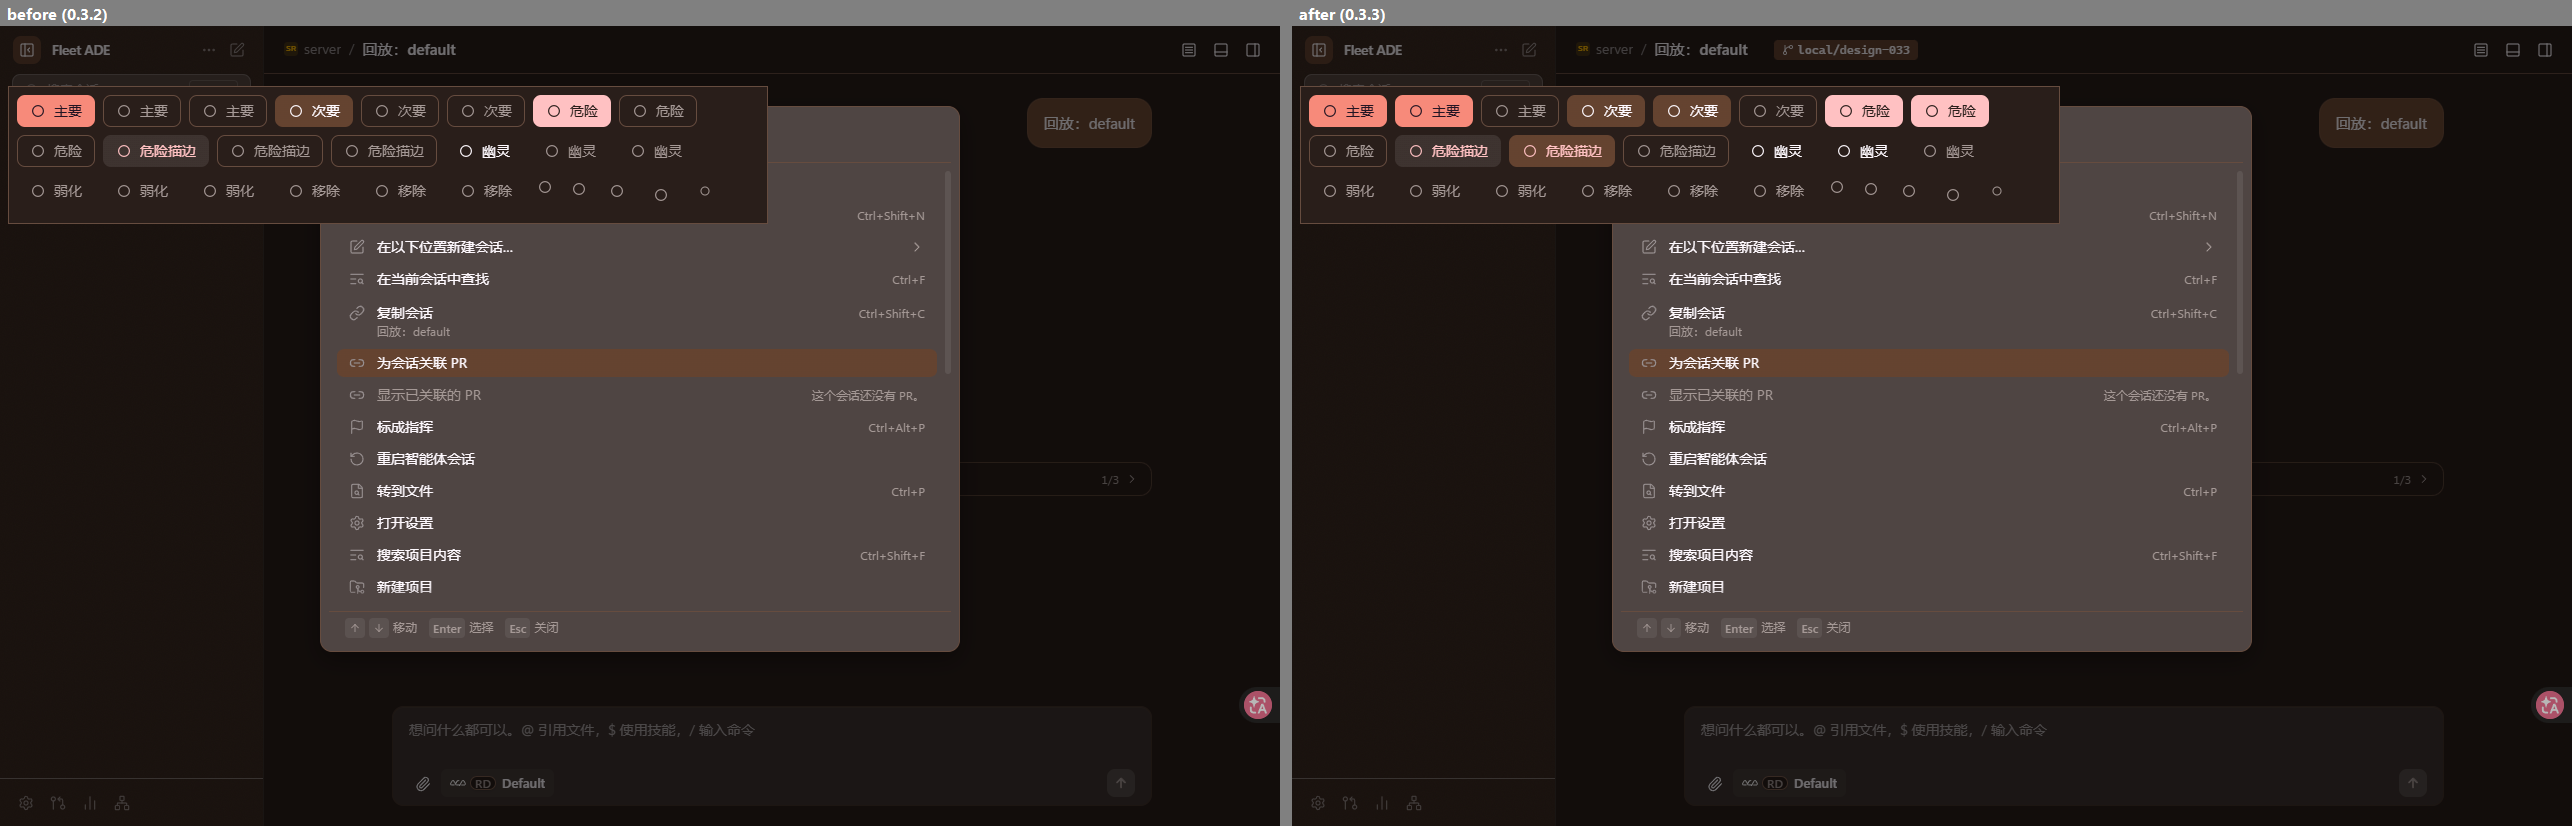 before (0.3.2)
Fleet ADE
SR server / 回放：default
回放：default
主要 主要 主要 次要 次要 次要 危险 危险
危险 危险描边 危险描边 危险描边 幽灵 幽灵 幽灵
弱化 弱化 弱化 移除 移除 移除
Ctrl+Shift+N
在以下位置新建会话...
在当前会话中查找 Ctrl+F
复制会话 Ctrl+Shift+C
回放：default
为会话关联 PR
显示已关联的 PR 这个会话还没有 PR。
标成指挥 Ctrl+Alt+P
重启智能体会话
1/3
转到文件 Ctrl+P
打开设置
搜索项目内容 Ctrl+Shift+F
新建项目
移动 Enter 选择 Esc 关闭
想问什么都可以。@ 引用文件，$ 使用技能，/ 输入命令
RD Default
after (0.3.3)
Fleet ADE
SR server / 回放：default local/design-033
回放：default
主要 主要 主要 次要 次要 次要 危险 危险
危险 危险描边 危险描边 危险描边 幽灵 幽灵 幽灵
弱化 弱化 弱化 移除 移除 移除
Ctrl+Shift+N
在以下位置新建会话...
在当前会话中查找 Ctrl+F
复制会话 Ctrl+Shift+C
回放：default
为会话关联 PR
显示已关联的 PR 这个会话还没有 PR。
标成指挥 Ctrl+Alt+P
重启智能体会话
1/3
转到文件 Ctrl+P
打开设置
搜索项目内容 Ctrl+Shift+F
新建项目
移动 Enter 选择 Esc 关闭
想问什么都可以。@ 引用文件，$ 使用技能，/ 输入命令
RD Default